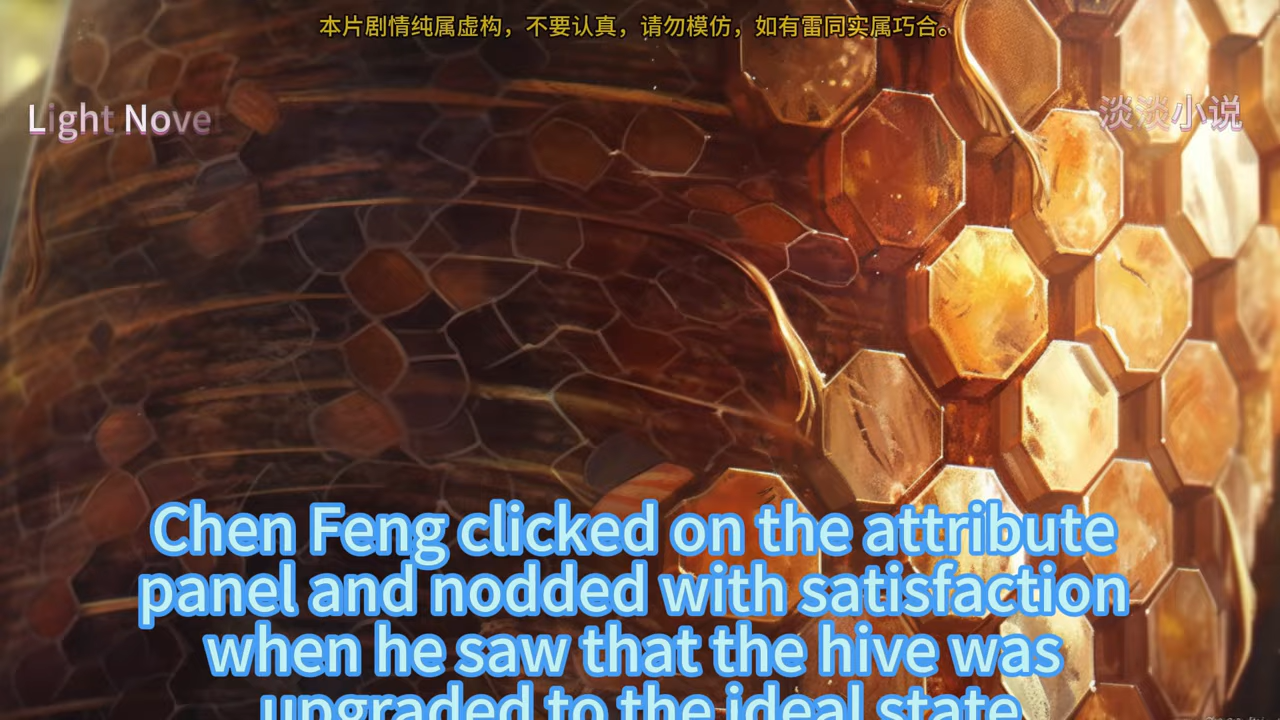 本片剧情纯属虚构，不要认真，请勿模仿，如有雷同实属巧合。
Light Nove
淡淡小说
Chen Feng clicked on the attribute
panel and nodded with satisfaction
when he saw that the hive was
upgraded to the ideal state